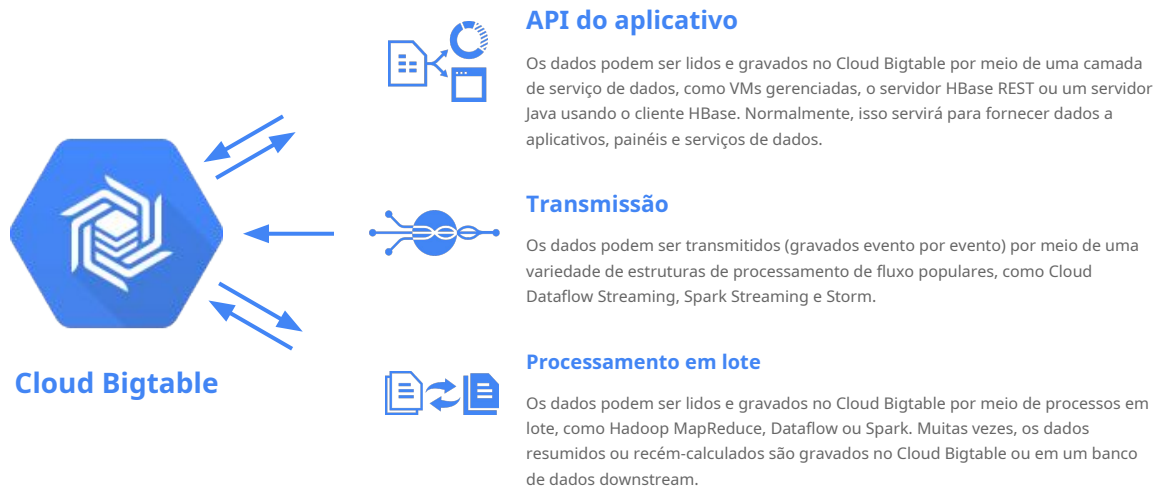 API do aplicativo
Os dados podem ser lidos e gravados no Cloud Bigtable por meio de uma camada
de serviço de dados, como VMs gerenciadas, o servidor HBase REST ou um servidor
Java usando o cliente HBase. Normalmente, isso servirá para fornecer dados a
aplicativos, painéis e serviços de dados.
Transmissão
Os dados podem ser transmitidos (gravados evento por evento) por meio de uma
variedade de estruturas de processamento de fluxo populares, como Cloud
Dataflow Streaming, Spark Streaming e Storm.
Cloud Bigtable
Processamento em lote
Os dados podem ser lidos e gravados no Cloud Bigtable por meio de processos em
lote, como Hadoop MapReduce, Dataflow ou Spark. Muitas vezes, os dados
resumidos ou recém-calculados são gravados no Cloud Bigtable ou em um banco
de dados downstream.